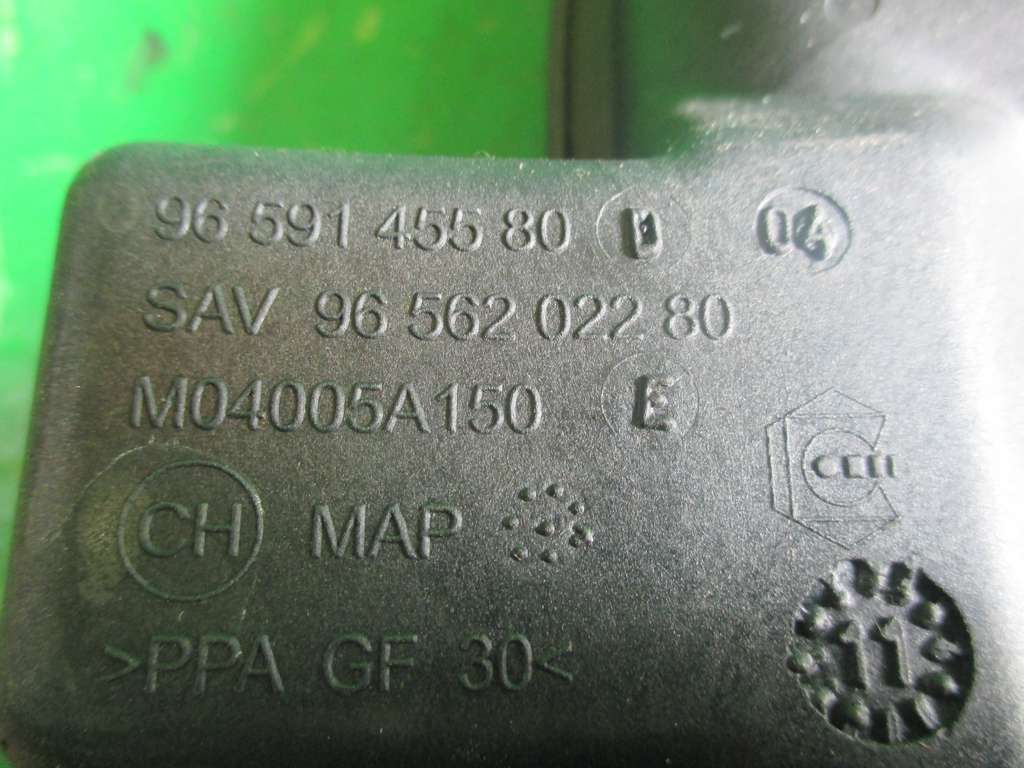 96 591 455 80
SAV 96 562 022 80
M04005A150 E
CH MAP
>PPA GF 30<
11